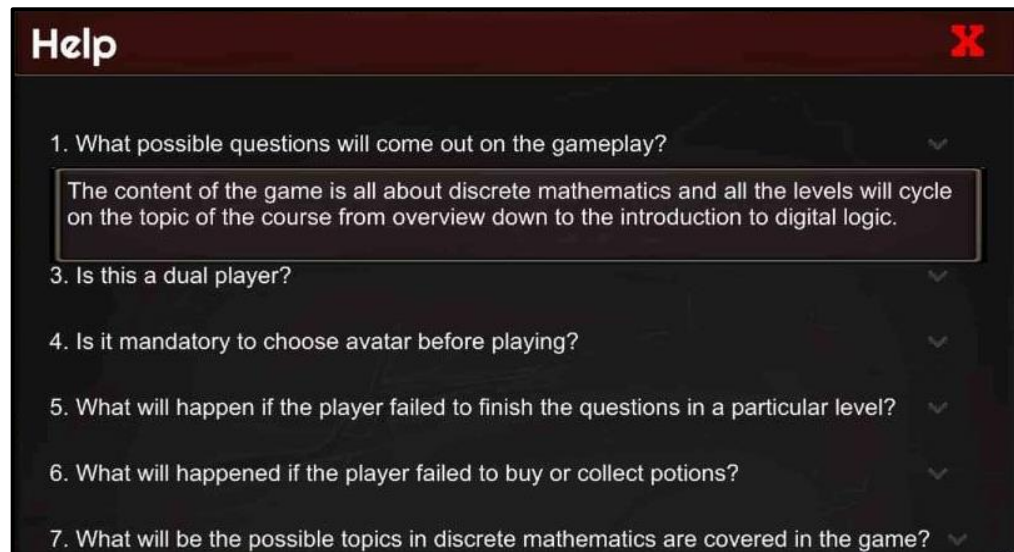 Help
X
1. What possible questions will come out on the gameplay?
The content of the game is all about discrete mathematics and all the levels will cycle
on the topic of the course from overview down to the introduction to digital logic.
3. Is this a dual player?
4. Is it mandatory to choose avatar before playing?
5. What will happen if the player failed to finish the questions in a particular level?
6. What will happened if the player failed to buy or collect potions?
7. What will be the possible topics in discrete mathematics are covered in the game?